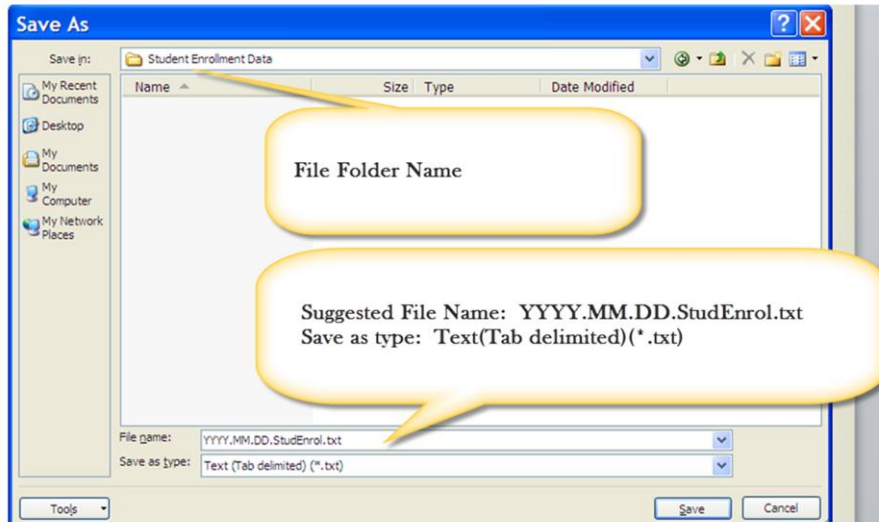 Save As
Save in:
Student Enrollment Data
My Recent
Documents
Desktop
My
Documents
My
Computer
My Network
Places
Name Size Type Date Modified
File Folder Name
Suggested File Name: YYYY.MM.DD.StudEnrol.txt
Save as type: Text(Tab delimited)(*.txt)
File name: YYYY.MM.DD.StudEnrol.txt
Save as type: Text (Tab delimited) (*.txt)
Tools Save Cancel